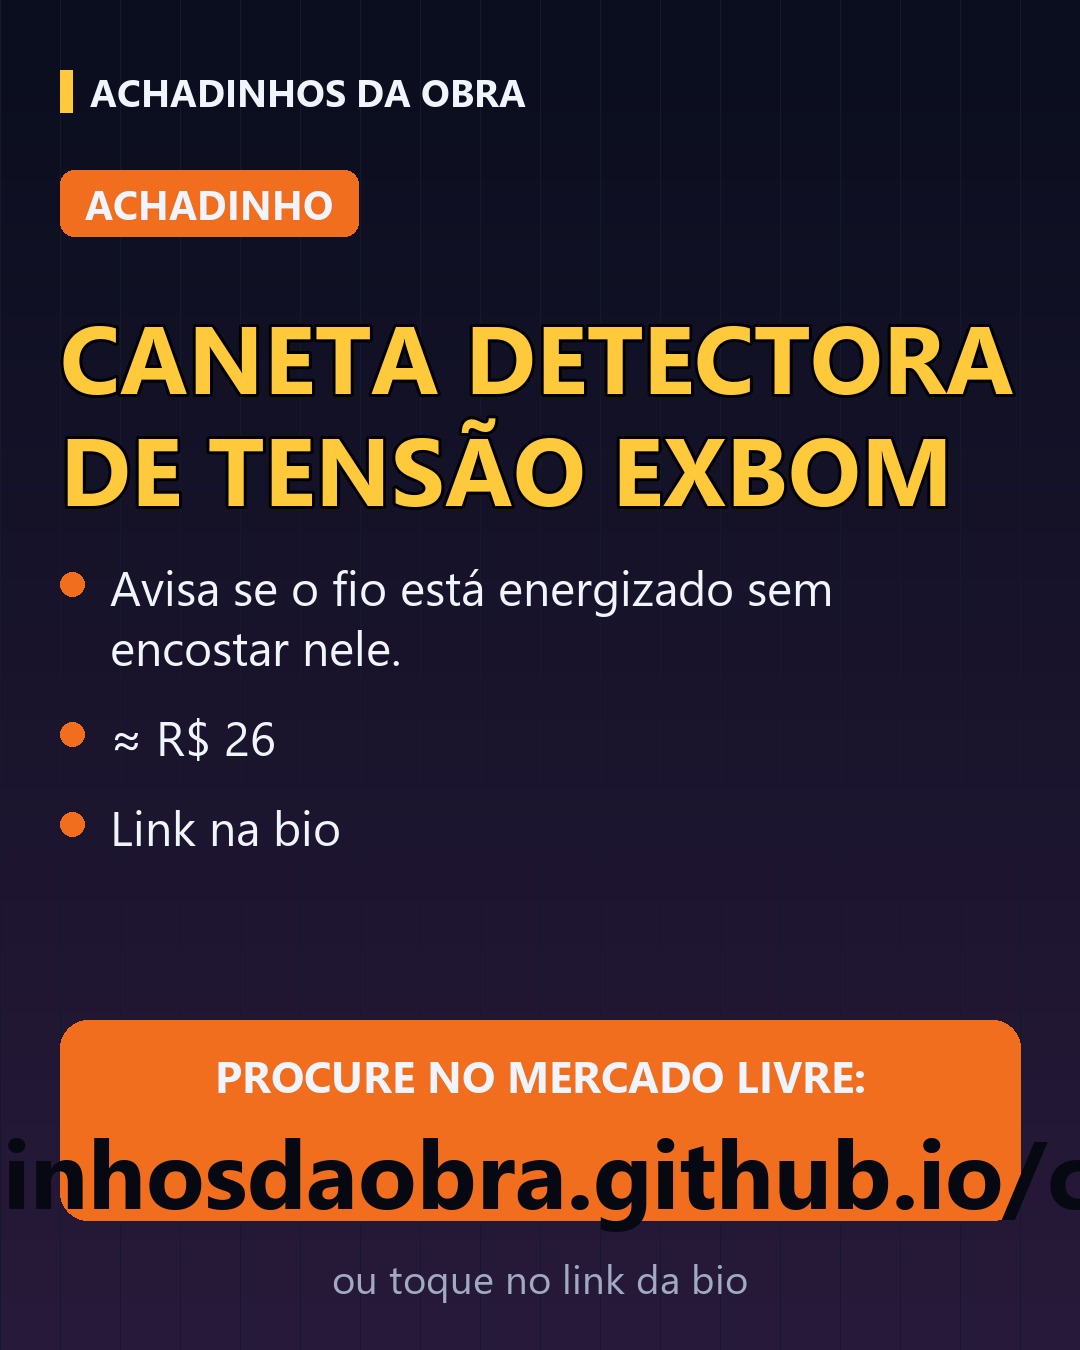 ACHADINHOS DA OBRA
ACHADINHO
CANETA DETECTORA
DE TENSÃO EXBOM
Avisa se o fio está energizado sem
encostar nele.
≈ R$ 26
Link na bio
PROCURE NO MERCADO LIVRE:
inhosdaobra.github.io/
ou toque no link da bio